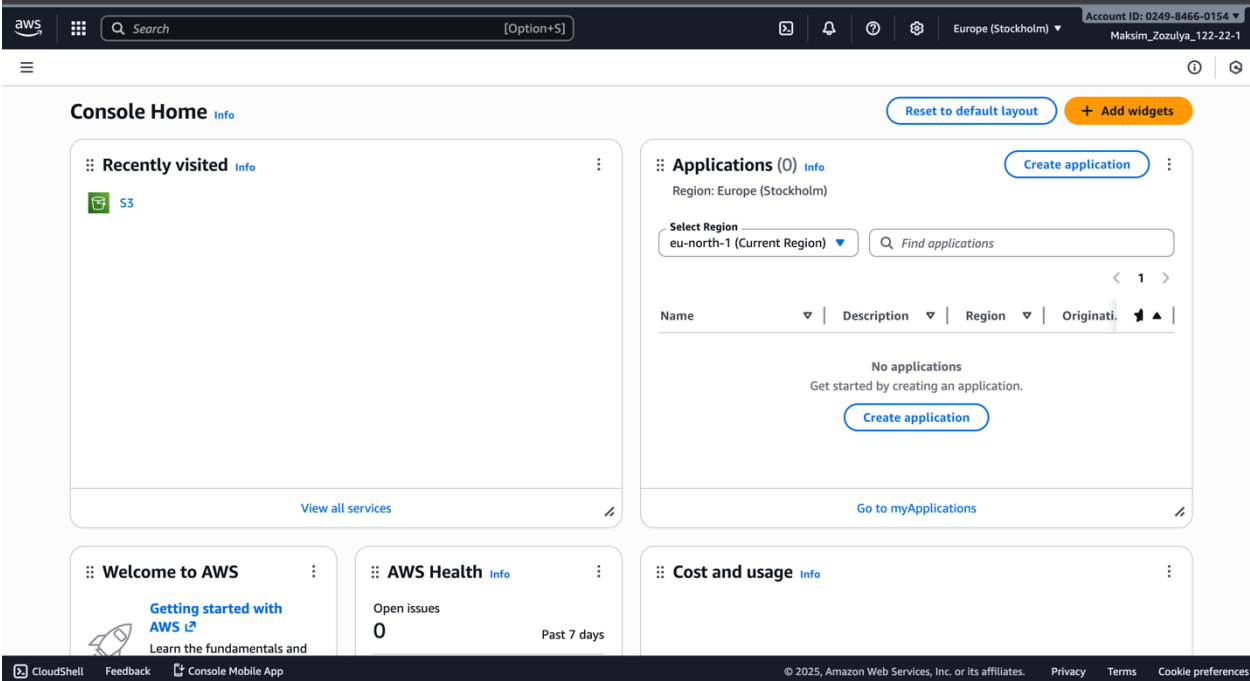 aws
Search
[Option+S]
Europe (Stockholm)
Account ID: 0249-8466-0154
Maksim_Zozulya_122-22-1
Console Home Info
Reset to default layout
+ Add widgets
Recently visited Info
S3
View all services
Applications (0) Info
Create application
Region: Europe (Stockholm)
Select Region
eu-north-1 (Current Region)
Find applications
1
Name
Description
Region
Originati.
No applications
Get started by creating an application.
Create application
Go to myApplications
Welcome to AWS
Getting started with
AWS
Learn the fundamentals and
AWS Health Info
Open issues
0
Past 7 days
Cost and usage Info
CloudShell
Feedback
Console Mobile App
© 2025, Amazon Web Services, Inc. or its affiliates.
Privacy
Terms
Cookie preferences